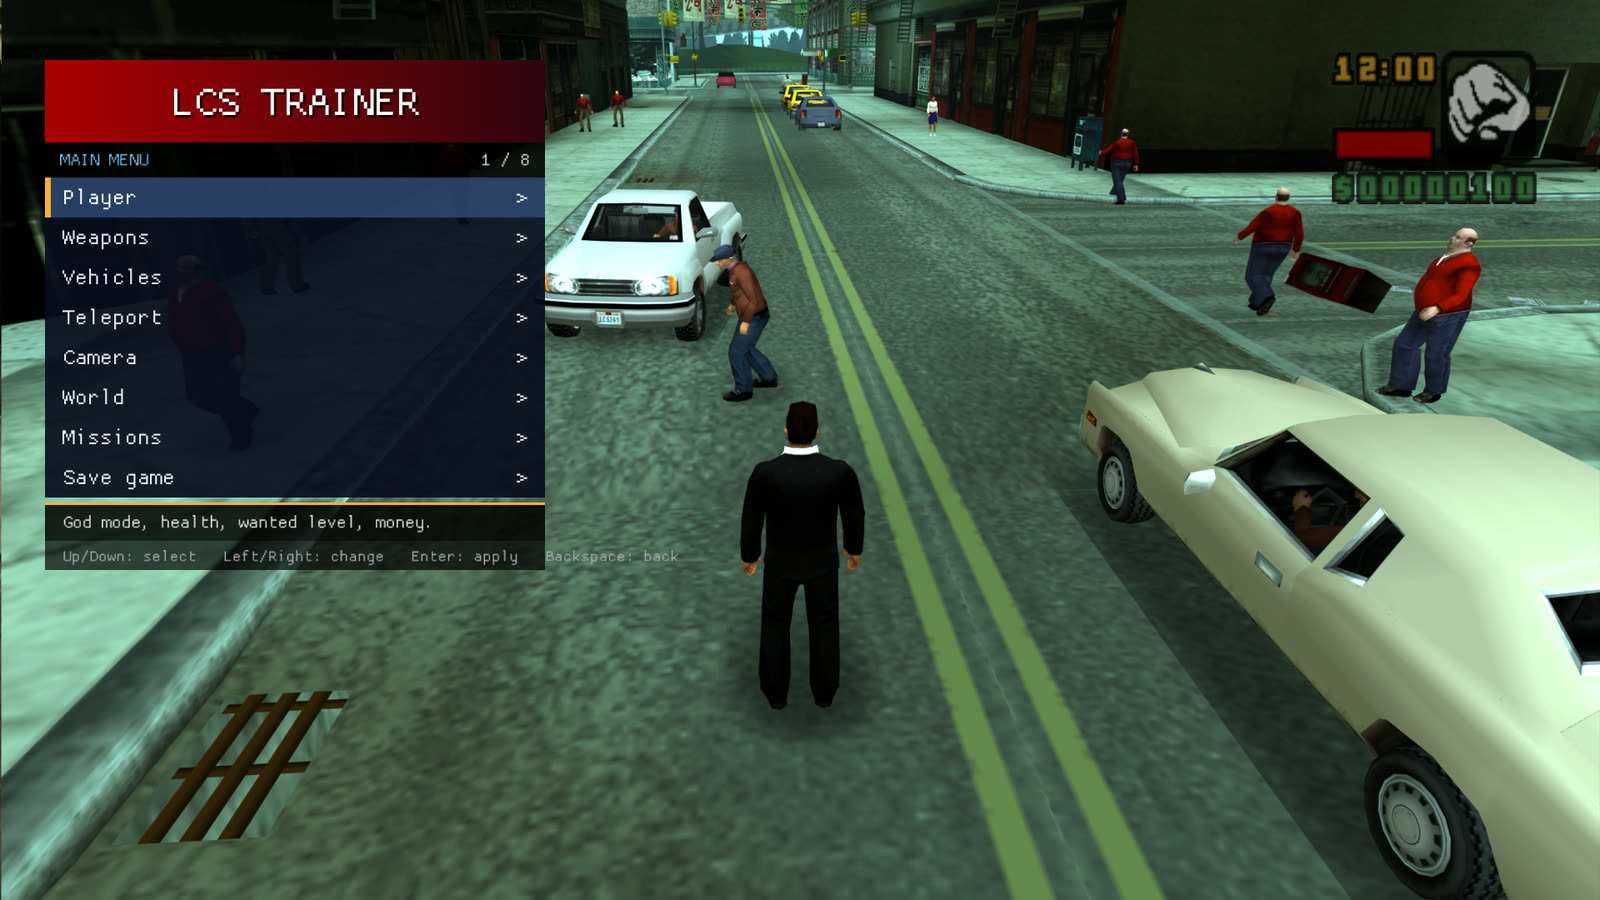 LCS TRAINER
MAIN MENU 1 / 8
Player >
Weapons >
Vehicles >
Teleport >
Camera >
World >
Missions >
Save game >
God mode, health, wanted level, money.
Up/Down: select Left/Right: change Enter: apply Backspace: back
12:00
$00000100